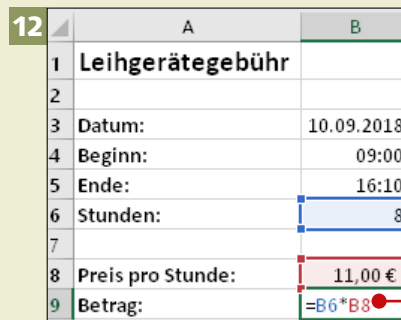 12
A B
1 Leihgerätegebühr
2
3 Datum: 10.09.2018
4 Beginn: 09:00
5 Ende: 16:10
6 Stunden: 8
7
8 Preis pro Stunde: 11,00 €
9 Betrag: =B6*B8